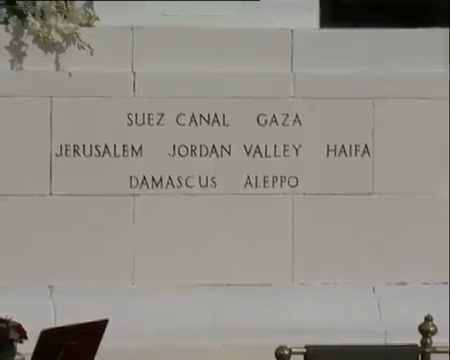 SUEZ CANAL GAZA
JERUSALEM JORDAN VALLEY HAIFA
DAMASCUS ALEPPO